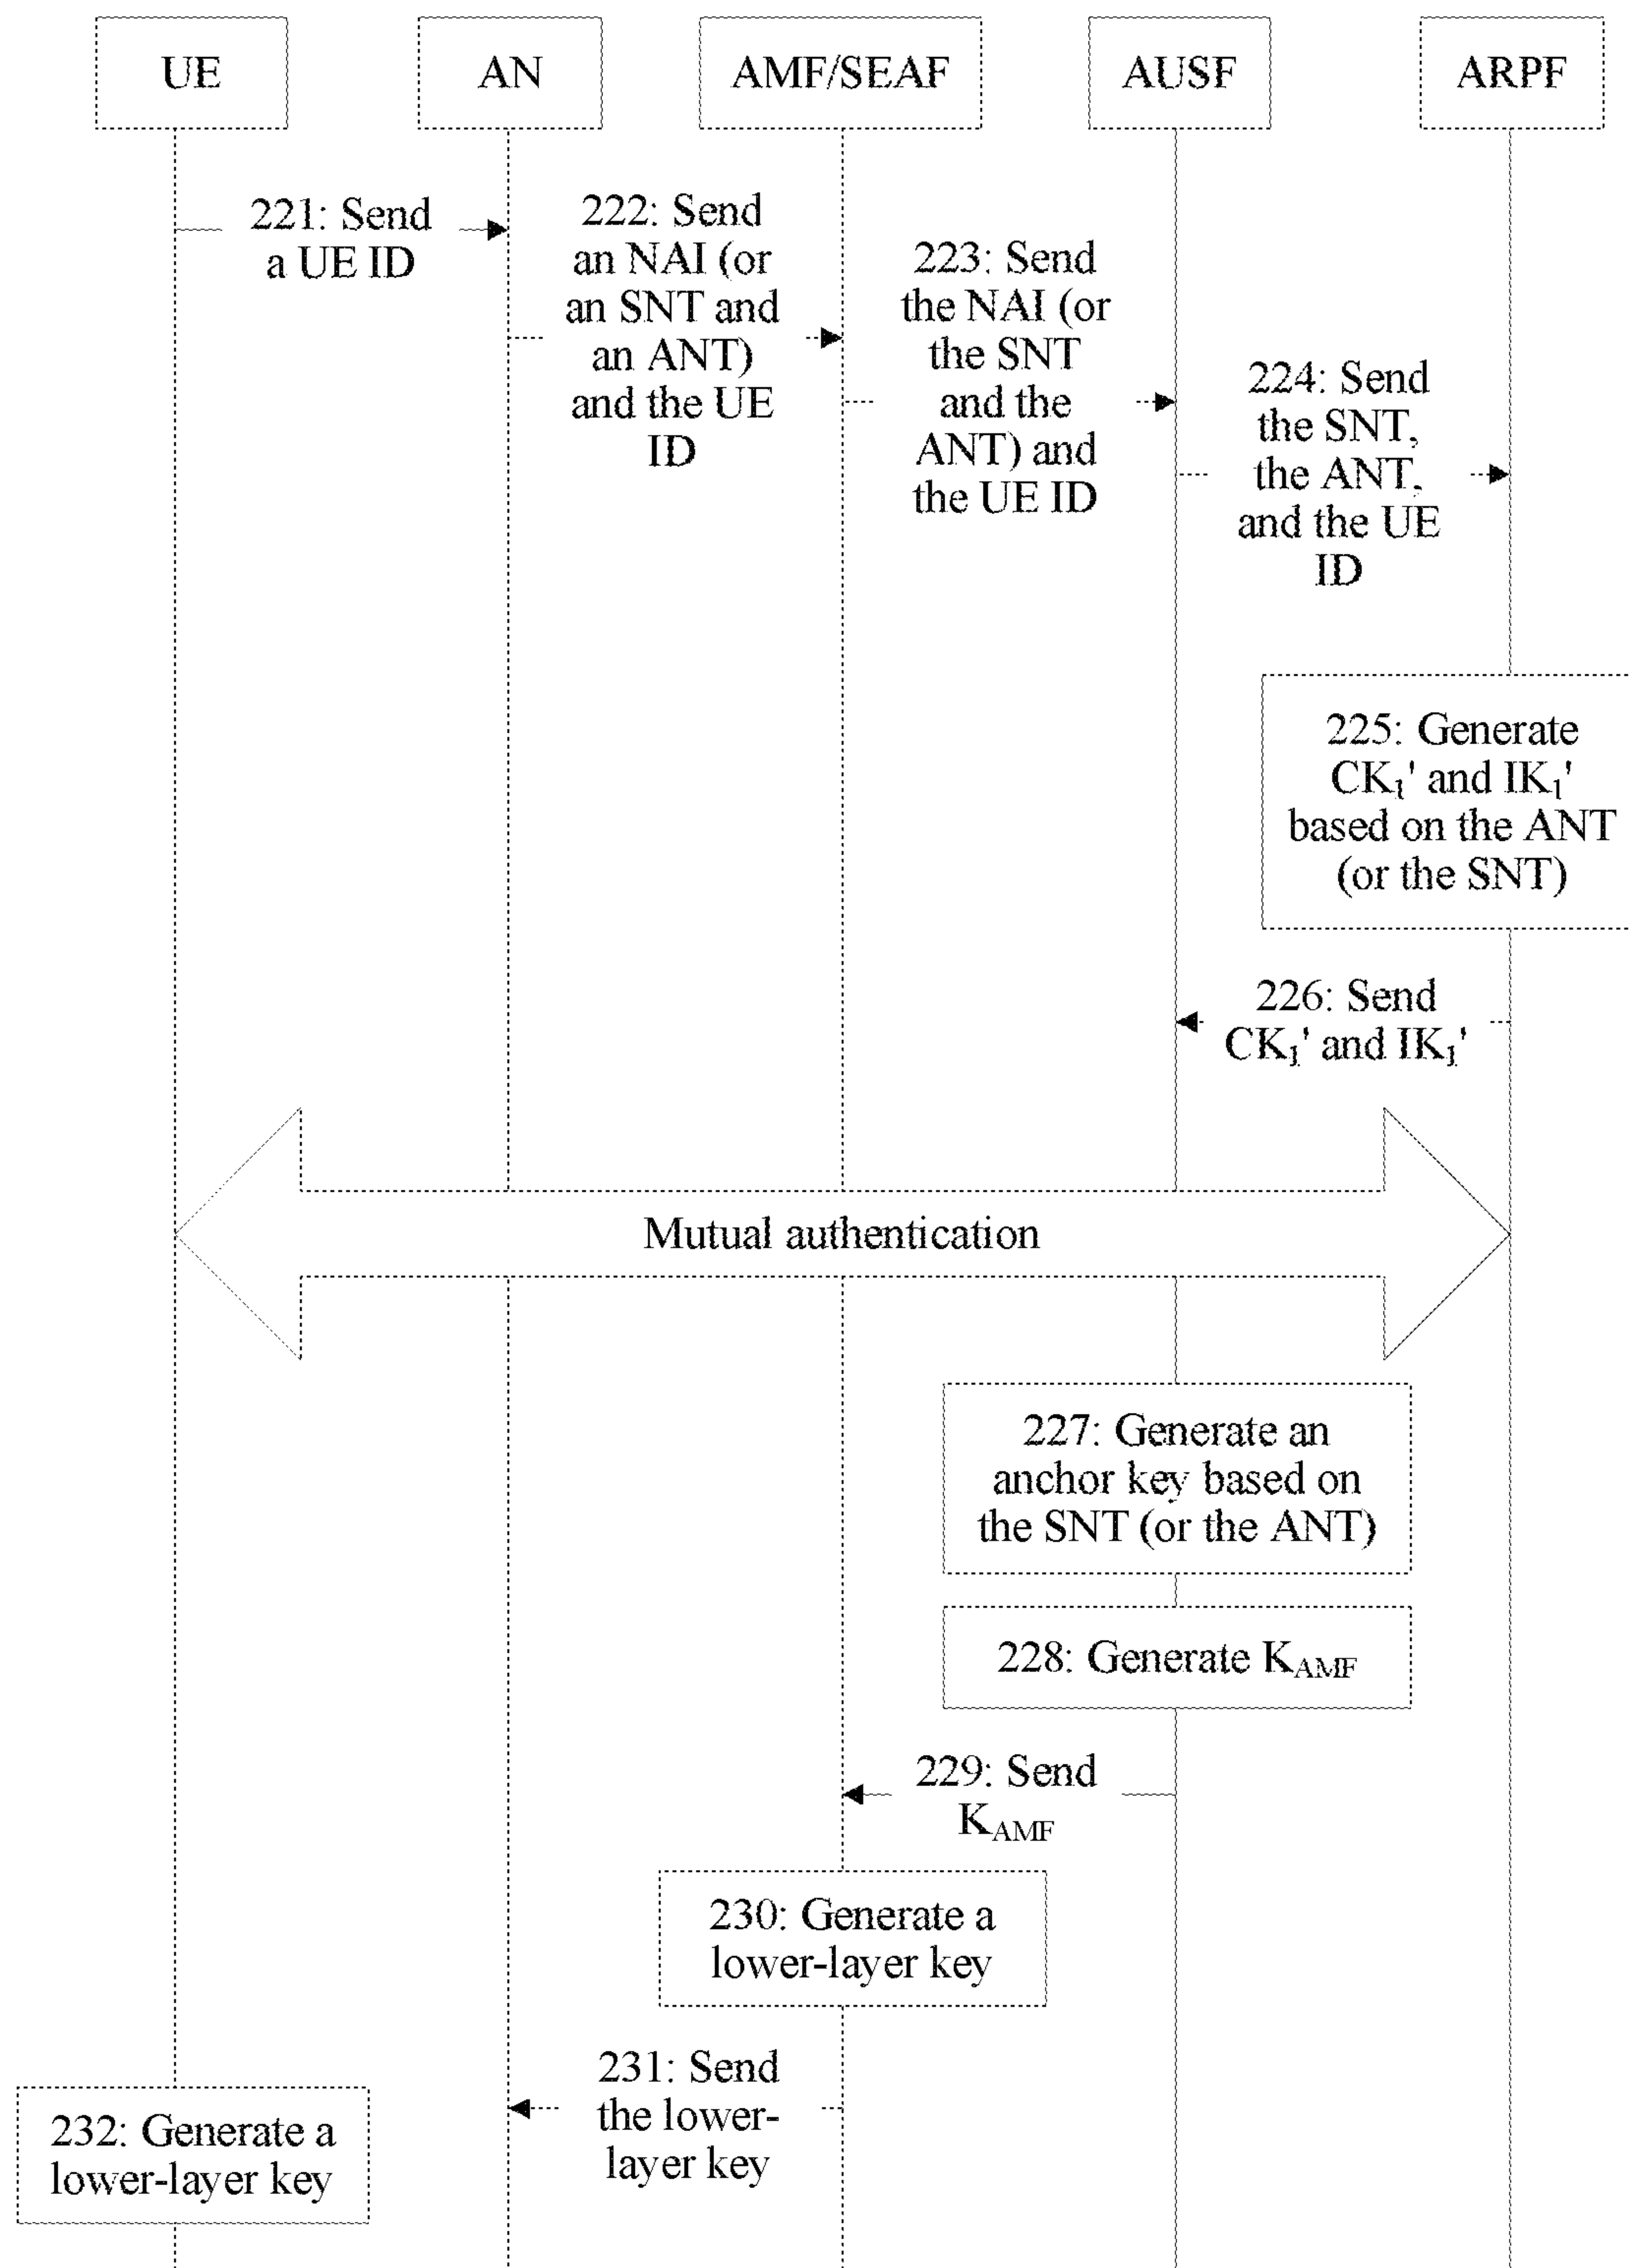 UE
AN
AMF/SEAF
AUSF
ARPF
221: Send
a UE ID
222: Send
an NAI (or
an SNT and
an ANT)
and the UE
ID
223: Send
the NAI (or
the SNT
and the
ANT) and
the UE ID
224: Send
the SNT,
the ANT,
and the UE
ID
225: Generate
CK₁' and IK₁'
based on the ANT
(or the SNT)
226: Send
CK₁' and IK₁'
Mutual authentication
227: Generate an
anchor key based on
the SNT (or the ANT)
228: Generate K_AMF
229: Send
K_AMF
230: Generate a
lower-layer key
231: Send
the lower-
layer key
232: Generate a
lower-layer key